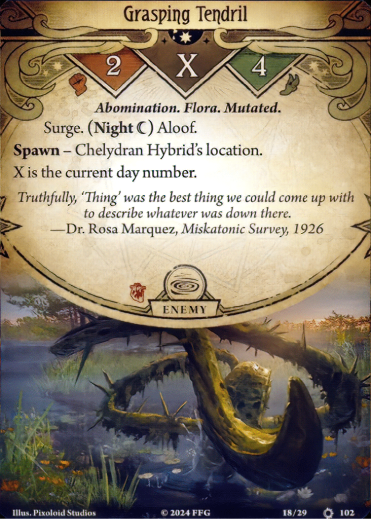 Grasping Tendril
2 X 4
Abomination. Flora. Mutated.
Surge. (Night ☾) Aloof.
Spawn – Chelydran Hybrid's location.
X is the current day number.
Truthfully, 'Thing' was the best thing we could come up with
to describe whatever was down there.
—Dr. Rosa Marquez, Miskatonic Survey, 1926
ENEMY
Illus. Pixoloid Studios © 2024 FFG 18/29 102